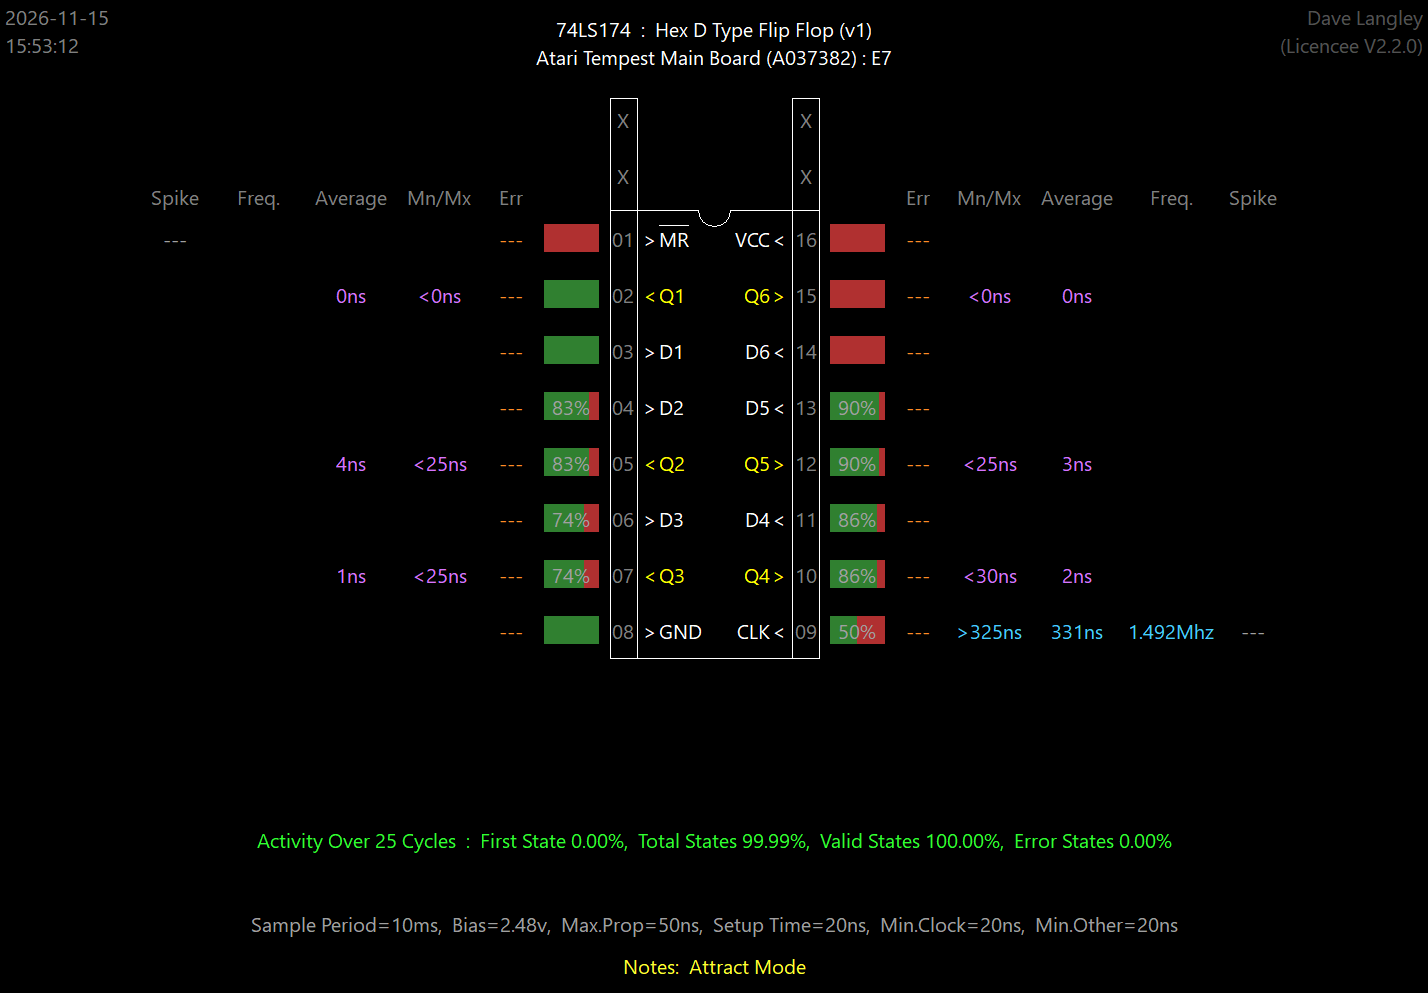 2026-11-15
15:53:12
74LS174 : Hex D Type Flip Flop (v1)
Atari Tempest Main Board (A037382) : E7
Dave Langley
(Licencee V2.2.0)
X X
X X
Spike Freq. Average Mn/Mx Err Err Mn/Mx Average Freq. Spike
--- --- 01 > MR VCC < 16 ---
0ns <0ns --- 02 < Q1 Q6 > 15 --- <0ns 0ns
--- 03 > D1 D6 < 14 ---
--- 83% 04 > D2 D5 < 13 90% ---
4ns <25ns --- 83% 05 < Q2 Q5 > 12 90% --- <25ns 3ns
--- 74% 06 > D3 D4 < 11 86% ---
1ns <25ns --- 74% 07 < Q3 Q4 > 10 86% --- <30ns 2ns
--- 08 > GND CLK < 09 50% --- >325ns 331ns 1.492Mhz ---
Activity Over 25 Cycles : First State 0.00%, Total States 99.99%, Valid States 100.00%, Error States 0.00%
Sample Period=10ms, Bias=2.48v, Max.Prop=50ns, Setup Time=20ns, Min.Clock=20ns, Min.Other=20ns
Notes: Attract Mode